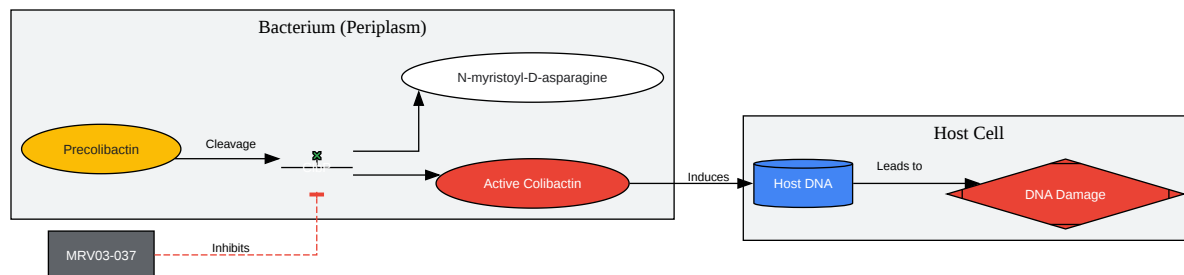 Bacterium (Periplasm)
N-myristoyl-D-asparagine
Precolibactin
Cleavage
Active Colibactin
Induces
MRV03-037
Inhibits
Host Cell
Host DNA
Leads to
DNA Damage